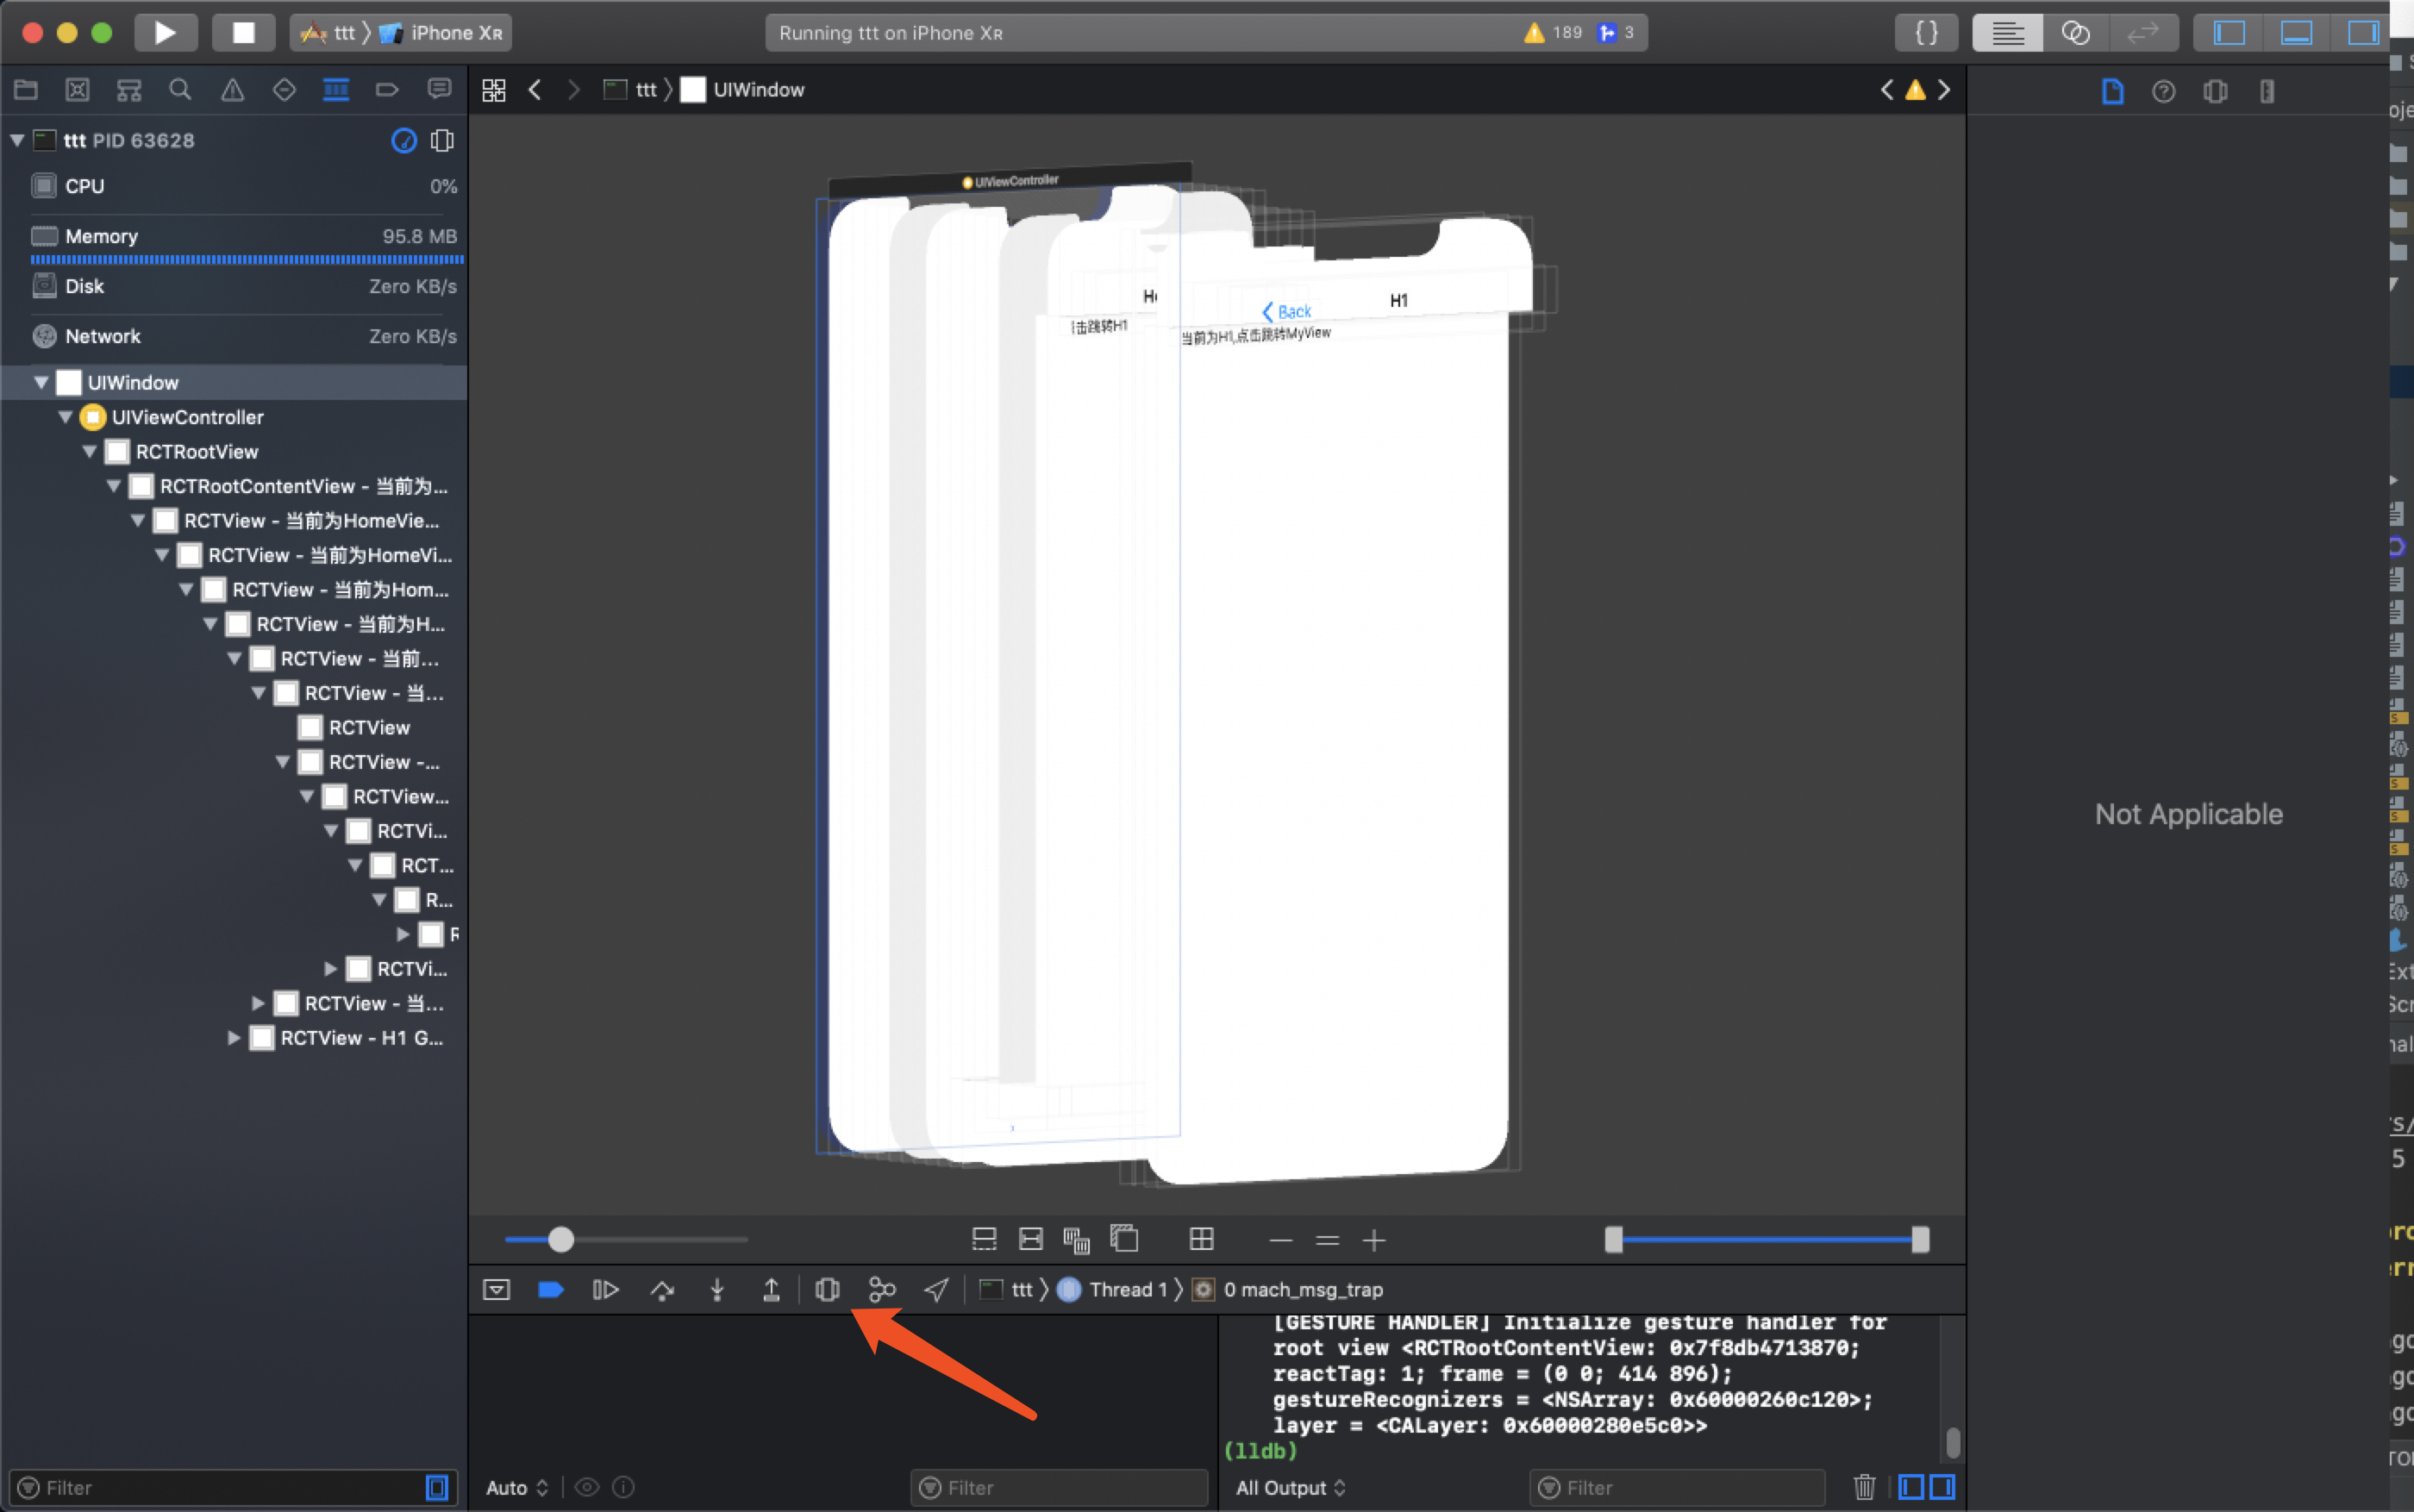 ttt 〉 iPhone XR
Running ttt on iPhone XR
189
3
ttt PID 63628
CPU 0%
Memory 95.8 MB
Disk Zero KB/s
Network Zero KB/s
UIWindow
UIViewController
RCTRootView
RCTRootContentView - 当前为...
RCTView - 当前为HomeVie...
RCTView - 当前为HomeVi...
RCTView - 当前为Hom...
RCTView - 当前为H...
RCTView - 当前...
RCTView - 当...
RCTView
RCTView -...
RCTView...
RCTVi...
RCT...
R...
R
RCTVi...
RCTView - 当...
RCTView - H1 G...
Filter
ttt 〉 UIWindow
UIViewController
击跳转H1
Back
H1
当前为H1,点击跳转MyView
Not Applicable
ttt 〉 Thread 1 〉 0 mach_msg_trap
[GESTURE HANDLER] Initialize gesture handler for
root view <RCTRootContentView: 0x7f8db4713870;
reactTag: 1; frame = (0 0; 414 896);
gestureRecognizers = <NSArray: 0x60000260c120>;
layer = <CALayer: 0x60000280e5c0>>
(lldb)
Auto
Filter
All Output
Filter